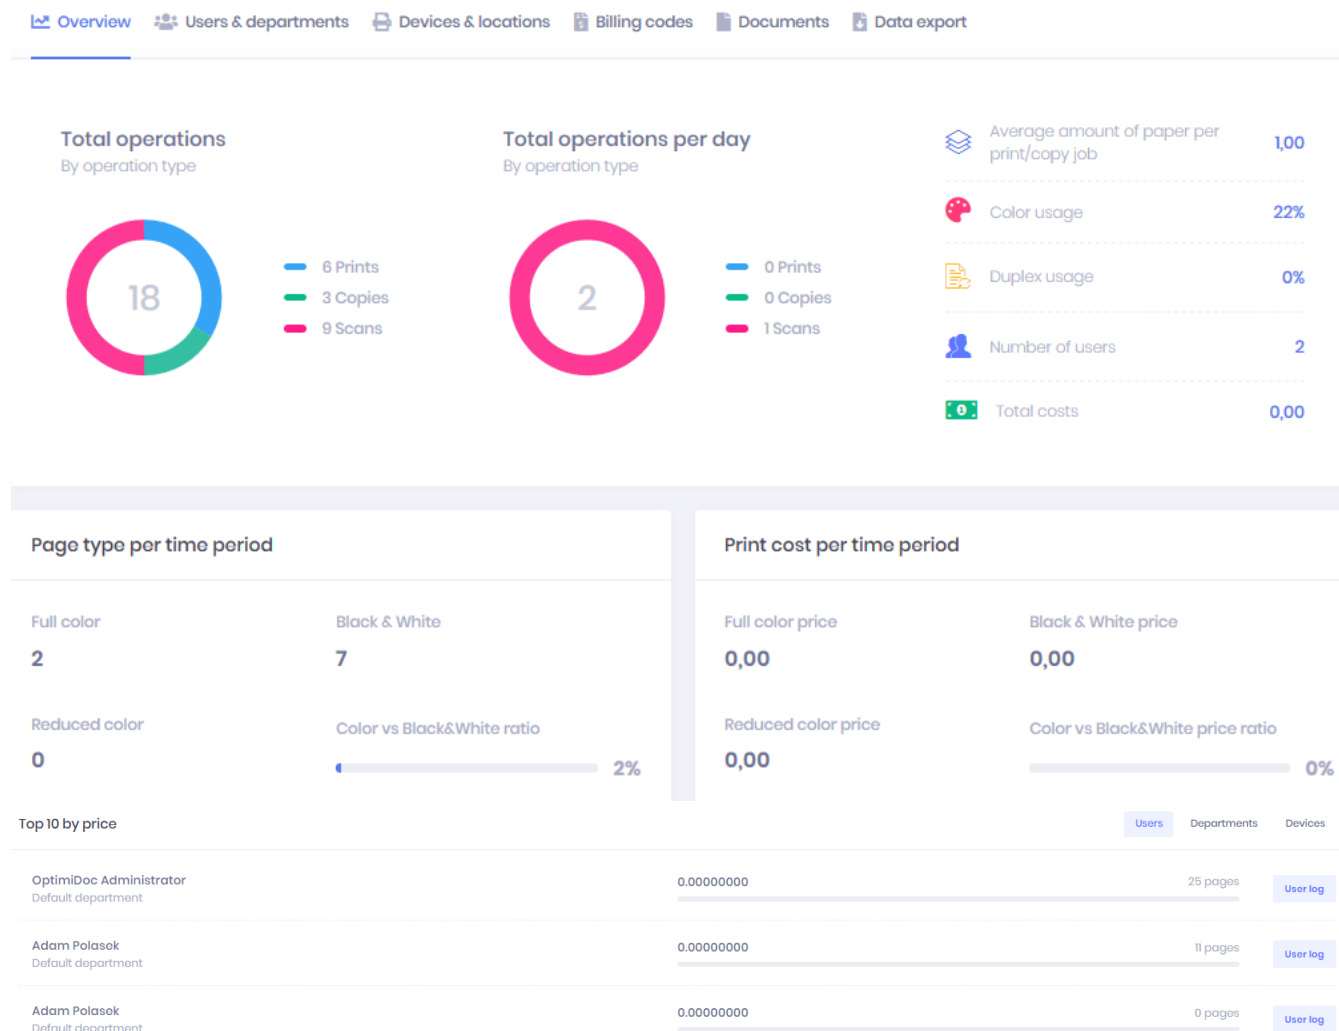 Overview Users & departments Devices & locations Billing codes Documents Data export
Total operations
By operation type
18
6 Prints
3 Copies
9 Scans
Total operations per day
By operation type
2
0 Prints
0 Copies
1 Scans
Average amount of paper per
print/copy job
1,00
Color usage 22%
Duplex usage 0%
Number of users 2
Total costs 0,00
Page type per time period
Full color
2
Black & White
7
Reduced color
0
Color vs Black&White ratio
2%
Print cost per time period
Full color price
0,00
Black & White price
0,00
Reduced color price
0,00
Color vs Black&White price ratio
0%
Top 10 by price Users Departments Devices
OptimiDoc Administrator
Default department
0.00000000 25 pages User log
Adam Polasek
Default department
0.00000000 11 pages User log
Adam Polasek
Default department
0.00000000 0 pages User log